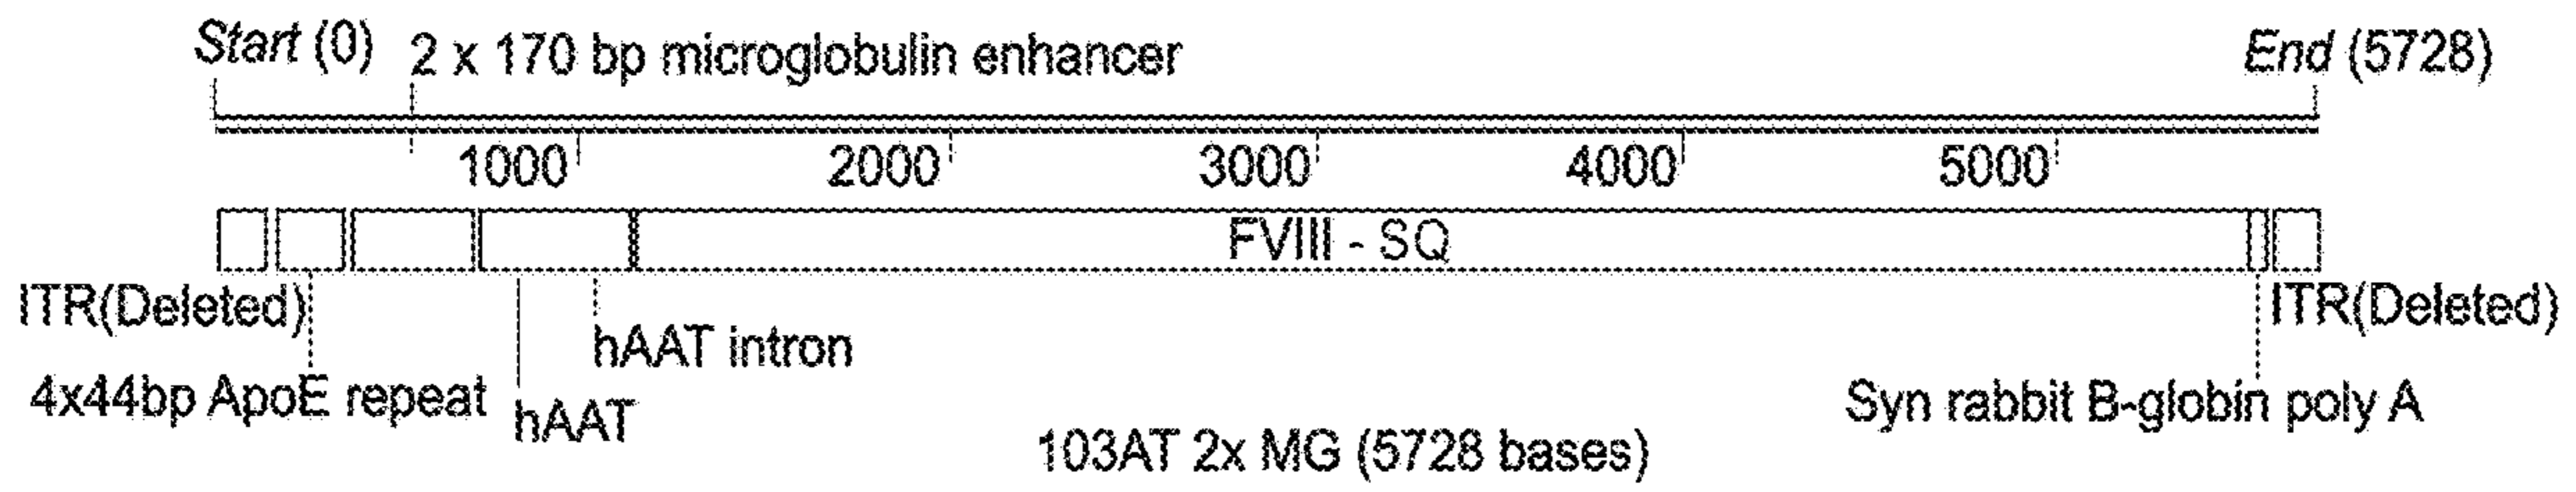 Start (0)
2 x 170 bp microglobulin enhancer
End (5728)
1000 2000 3000 4000 5000
FVIII - SQ
ITR(Deleted)
hAAT intron
ITR(Deleted)
4x44bp ApoE repeat
hAAT
Syn rabbit B-globin poly A
103AT 2x MG (5728 bases)